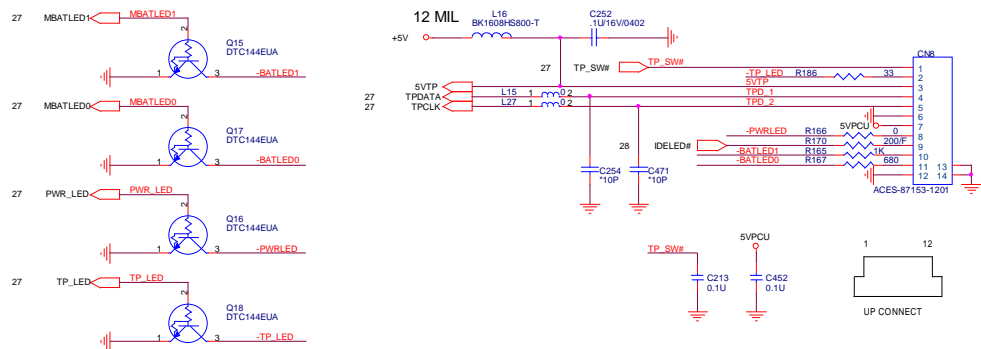 27 MBATLED1 MBATLED1
2
Q15
DTC144EUA
1 3 -BATLED1
27 MBATLED0 MBATLED0
2
Q17
DTC144EUA
1 3 -BATLED0
27 PWR_LED PWR_LED
2
Q16
DTC144EUA
1 3 -PWRLED
27 TP_LED TP_LED
2
Q18
DTC144EUA
1 3 -TP_LED
12 MIL
L16
BK1608HS800-T
+5V
C252
.1U/16V/0402
27 TP_SW# TP_SW#
-TP_LED R186 33
5VTP 5VTP
27 TPDATA L15 1 0 2 TPD_1
27 TPCLK L27 1 0 2 TPD_2
5VPCU
-PWRLED R166 0
28 IDELED# R170 200/F
-BATLED1 R165 1K
-BATLED0 R167 680
C254
*10P
C471
*10P
CN8
1
2
3
4
5
6
7
8
9
10
11 13
12 14
ACES-87153-1201
TP_SW#
C213
0.1U
5VPCU
C452
0.1U
1 12
UP CONNECT